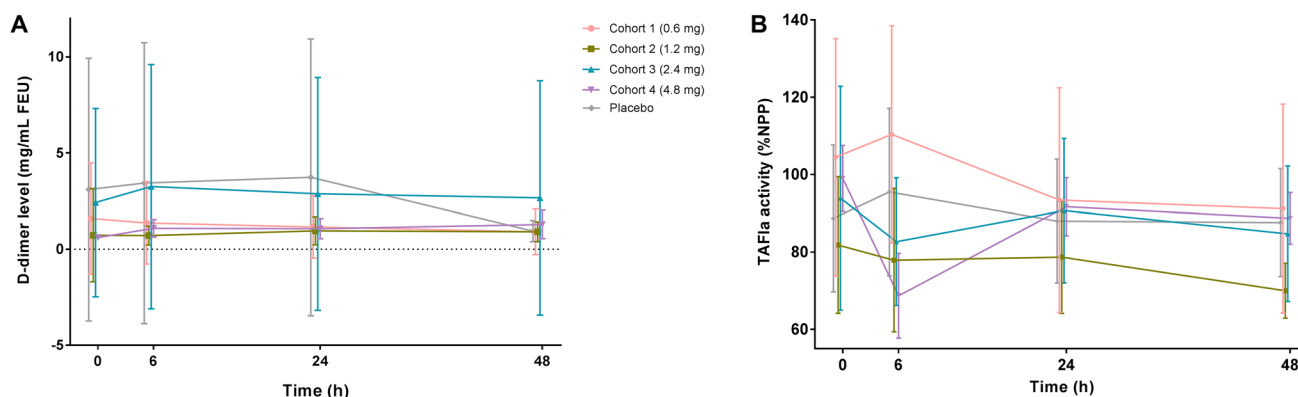 A
D-dimer level (mg/mL FEU)
10
5
0
-5
0
6
24
48
Time (h)
Cohort 1 (0.6 mg)
Cohort 2 (1.2 mg)
Cohort 3 (2.4 mg)
Cohort 4 (4.8 mg)
Placebo
B
TAFIa activity (%NPP)
140
120
100
80
60
0
6
24
48
Time (h)